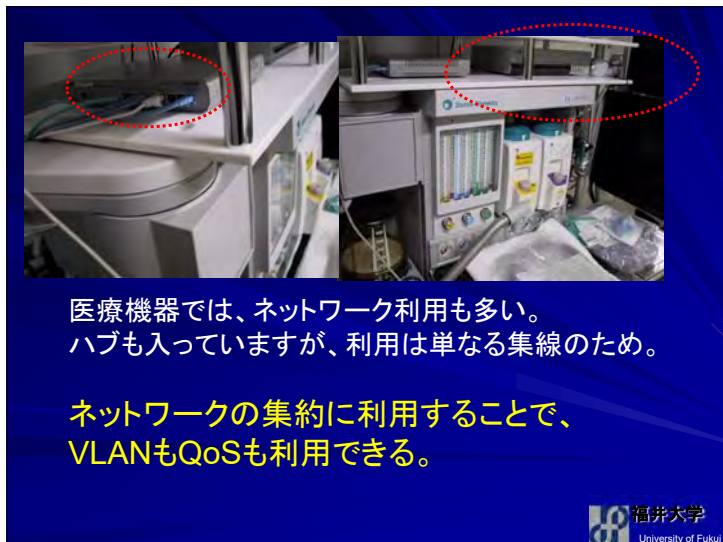 医療機器では、ネットワーク利用も多い。
ハブも入っていますが、利用は単なる集線のため。
ネットワークの集約に利用することで、
VLANもQoSも利用できる。
福井大学
University of Fukui